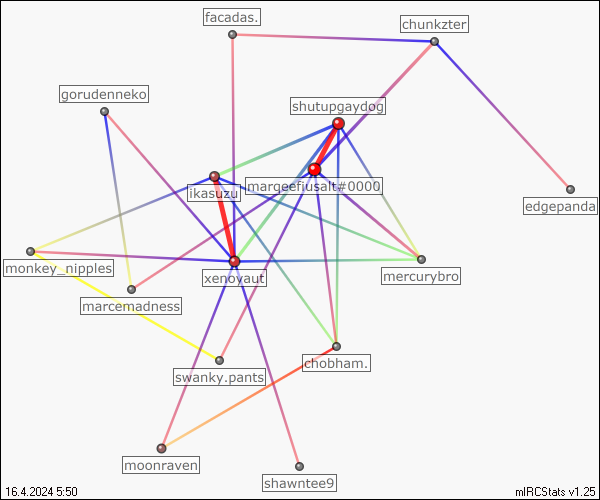 facadas.
chunkzter
gorudenneko
shutupgaydog
marqeefiusalt#0000
ikasuzu
edgepanda
monkey_nipples
xenoyaut
mercurybro
marcemadness
chobham.
swanky.pants
moonraven
shawntee9
16.4.2024 5:50
mIRCStats v1.25